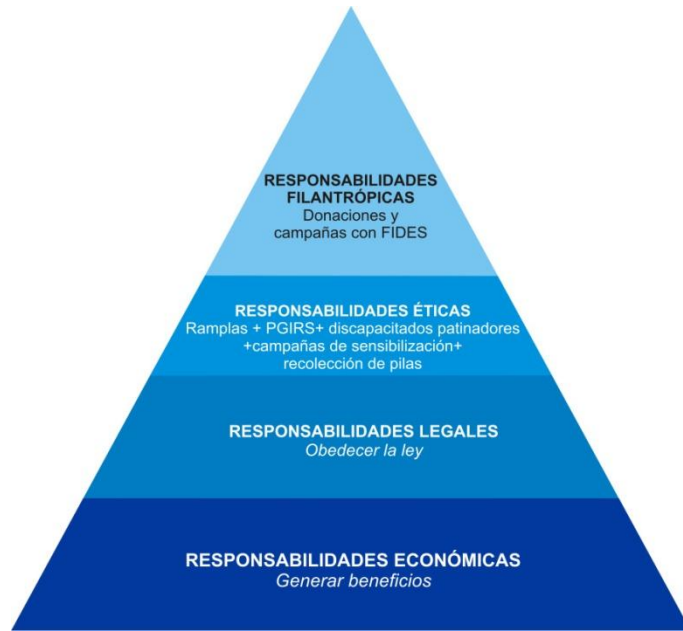 RESPONSABILIDADES
FILANTRÓPICAS
Donaciones y
campañas con FIDES
RESPONSABILIDADES ÉTICAS
Ramplas + PGIRS+ discapacitados patinadores
+campañas de sensibilización+
recolección de pilas
RESPONSABILIDADES LEGALES
Obedecer la ley
RESPONSABILIDADES ECONÓMICAS
Generar beneficios